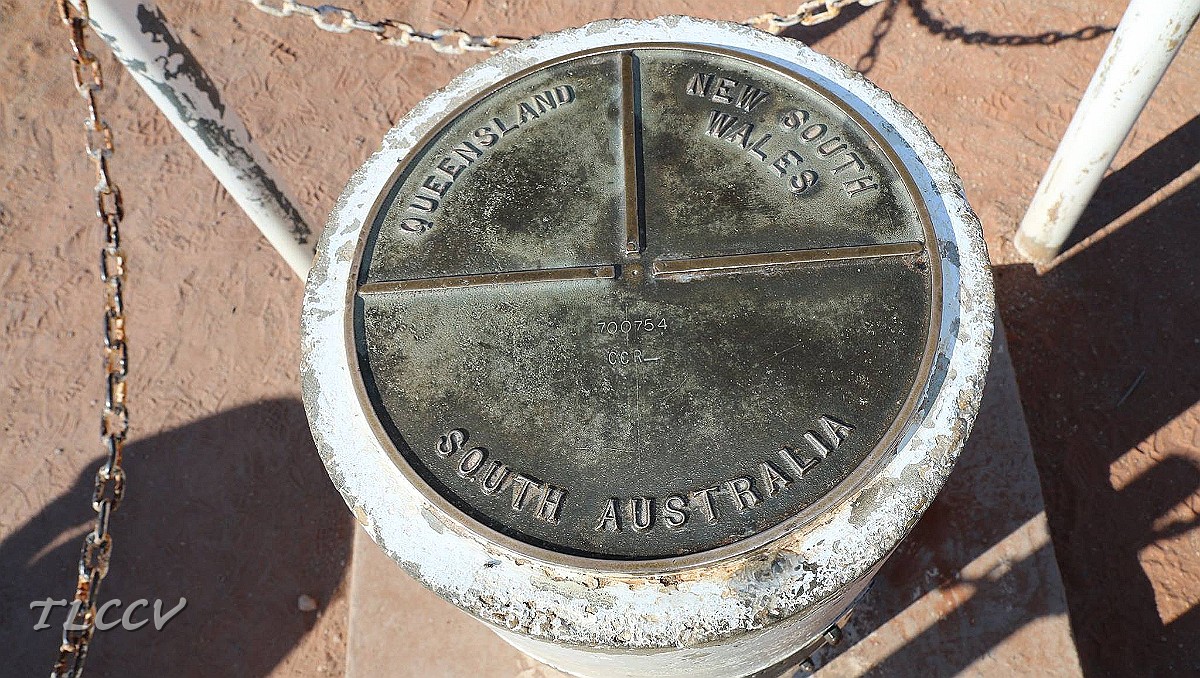 QUEENSLAND
NEW SOUTH
WALES
700754
CCR
SOUTH AUSTRALIA
TLCCV